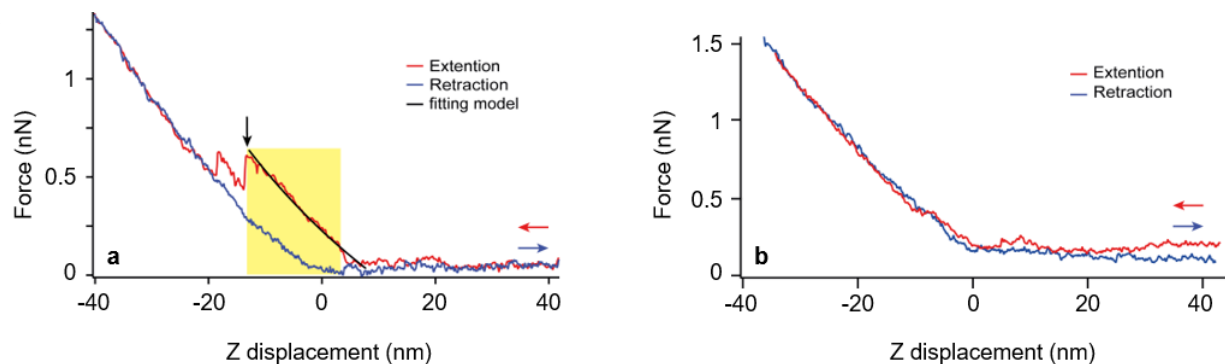 1
0.5
0
Force (nN)
-40
-20
0
20
40
Z displacement (nm)
Extention
Retraction
fitting model
a
1.5
1
0.5
0
Force (nN)
-40
-20
0
20
40
Z displacement (nm)
Extention
Retraction
b